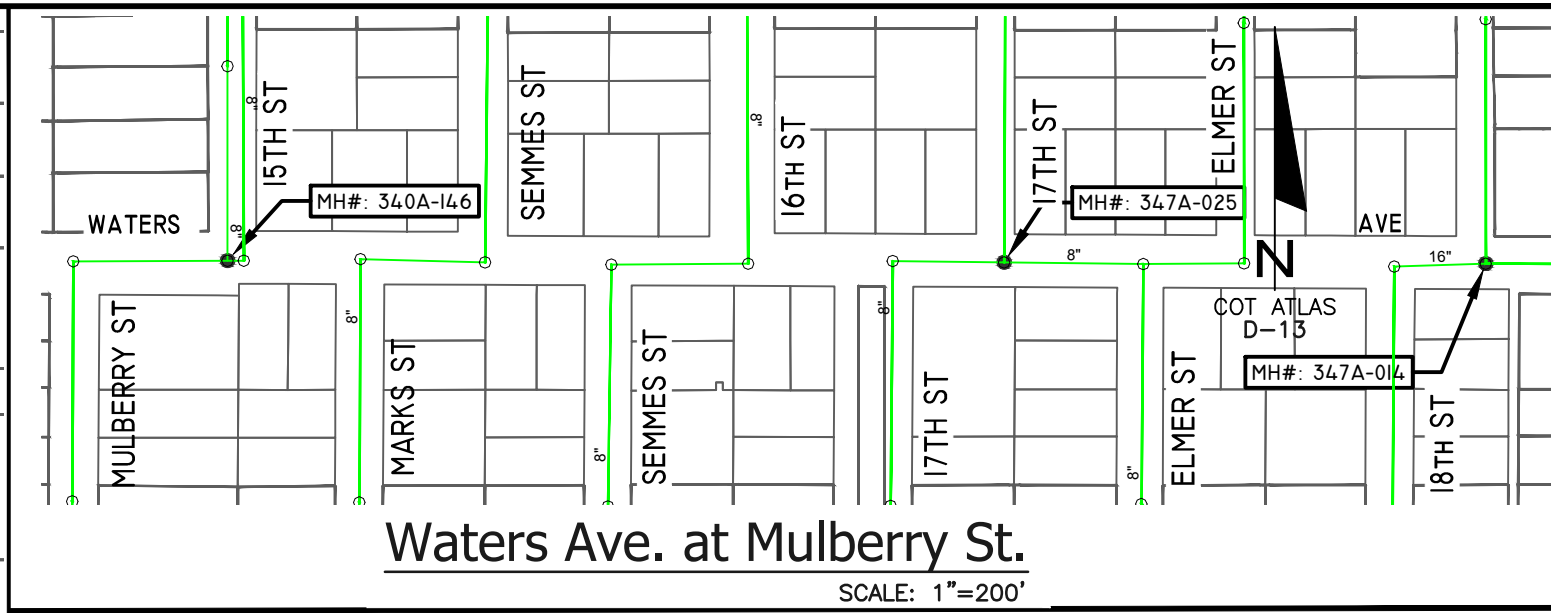 15TH ST
8"
8"
MH#: 340A-146
WATERS
SEMMES ST
8"
16TH ST
17TH ST
MH#: 347A-025
ELMER ST
AVE
8"
N
16"
COT ATLAS
D-13
MH#: 347A-014
MULBERRY ST
8"
MARKS ST
8"
SEMMES ST
8"
17TH ST
8"
ELMER ST
18TH ST
Waters Ave. at Mulberry St.
SCALE: 1"=200'